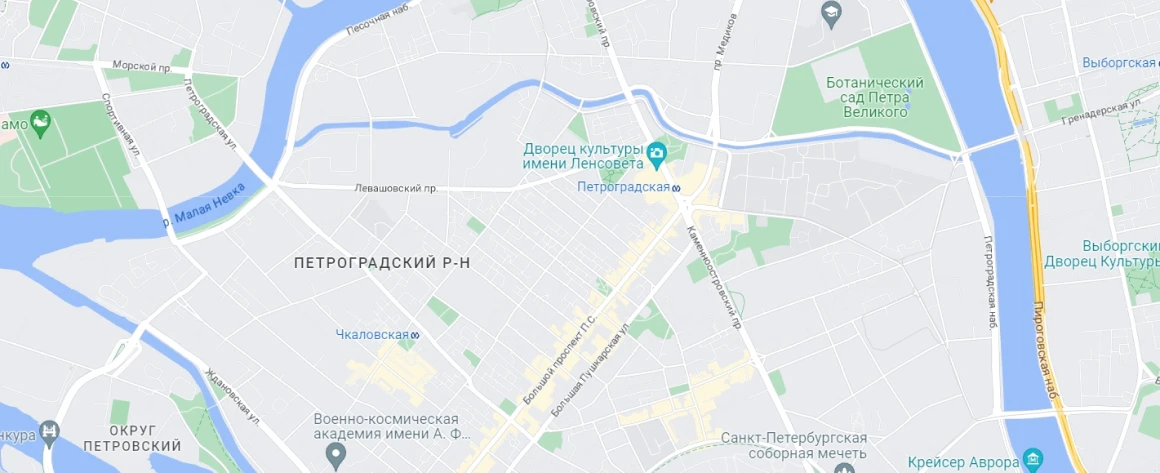 Песочная наб.
Морской пр.
Спортивная ул.
Петроградская ул.
р. Малая Невка
Левашовский пр.
пр. Медиков
Ботанический
сад Петра
Великого
Выборгская
Гренадерская ул.
Дворец культуры
имени Ленсовета
Петроградская
Каменноостровский пр.
ПЕТРОГРАДСКИЙ Р-Н
Петроградская наб.
Пироговская наб.
Чкаловская
Большой проспект П.с.
Большая Пушкарская ул.
Ждановская ул.
ОКРУГ
ПЕТРОВСКИЙ
Военно-космическая
академия имени А. Ф...
Санкт-Петербургская
соборная мечеть
Крейсер Аврора
Дворец Культуры